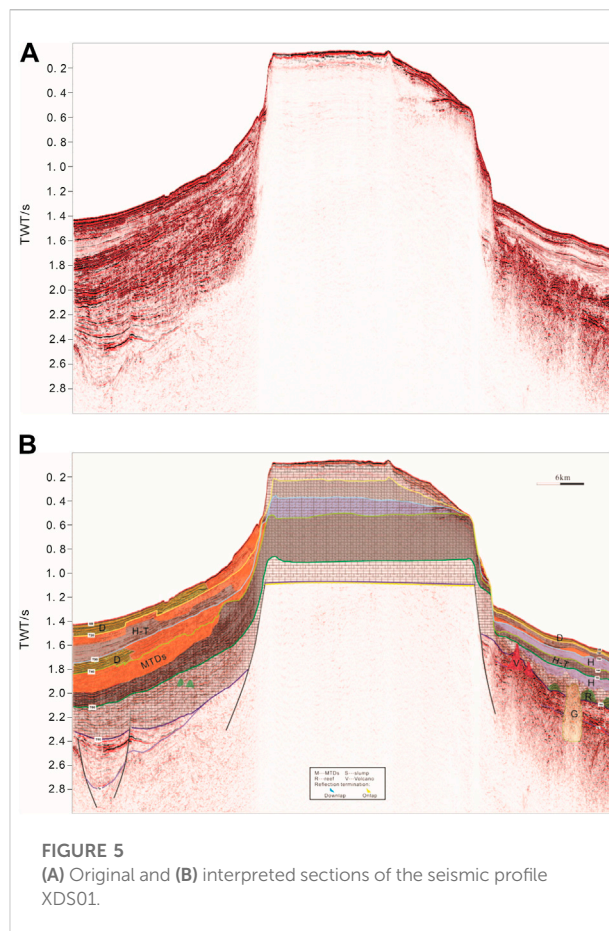 A
TWT/s
0. 2
0. 4
0. 6
0. 8
1. 0
1. 2
1. 4
1. 6
1. 8
2. 0
2. 2
2. 4
2. 6
2. 8
B
TWT/s
0. 2
0. 4
0. 6
0. 8
1. 0
1. 2
1. 4
1. 6
1. 8
2. 0
2. 2
2. 4
2. 6
2. 8
6km
D
H-T
D
MTDs
D
H-T
H
H
V
R
G
M--MTDs S--slump
R--reef V--Volcano
Reflection termination:
Downlap Onlap
FIGURE 5
(A) Original and (B) interpreted sections of the seismic profile
XDS01.